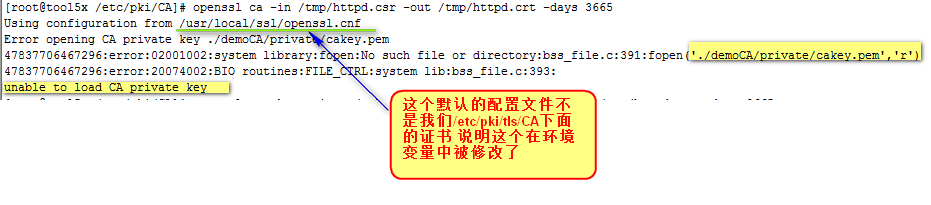 [root@tool5x /etc/pki/CA]# openssl ca -in /tmp/httpd.csr -out /tmp/httpd.crt -days 3665
Using configuration from /usr/local/ssl/openssl.cnf
Error opening CA private key ./demoCA/private/cakey.pem
47837706467296:error:02001002:system library:fopen:No such file or directory:bss_file.c:391:fopen('./demoCA/private/cakey.pem','r')
47837706467296:error:20074002:BIO routines:FILE_CTRL:system lib:bss_file.c:393:
unable to load CA private key
这个默认的配置文件不
是我们/etc/pki/tls/CA下面
的证书 说明这个在环境
变量中被修改了